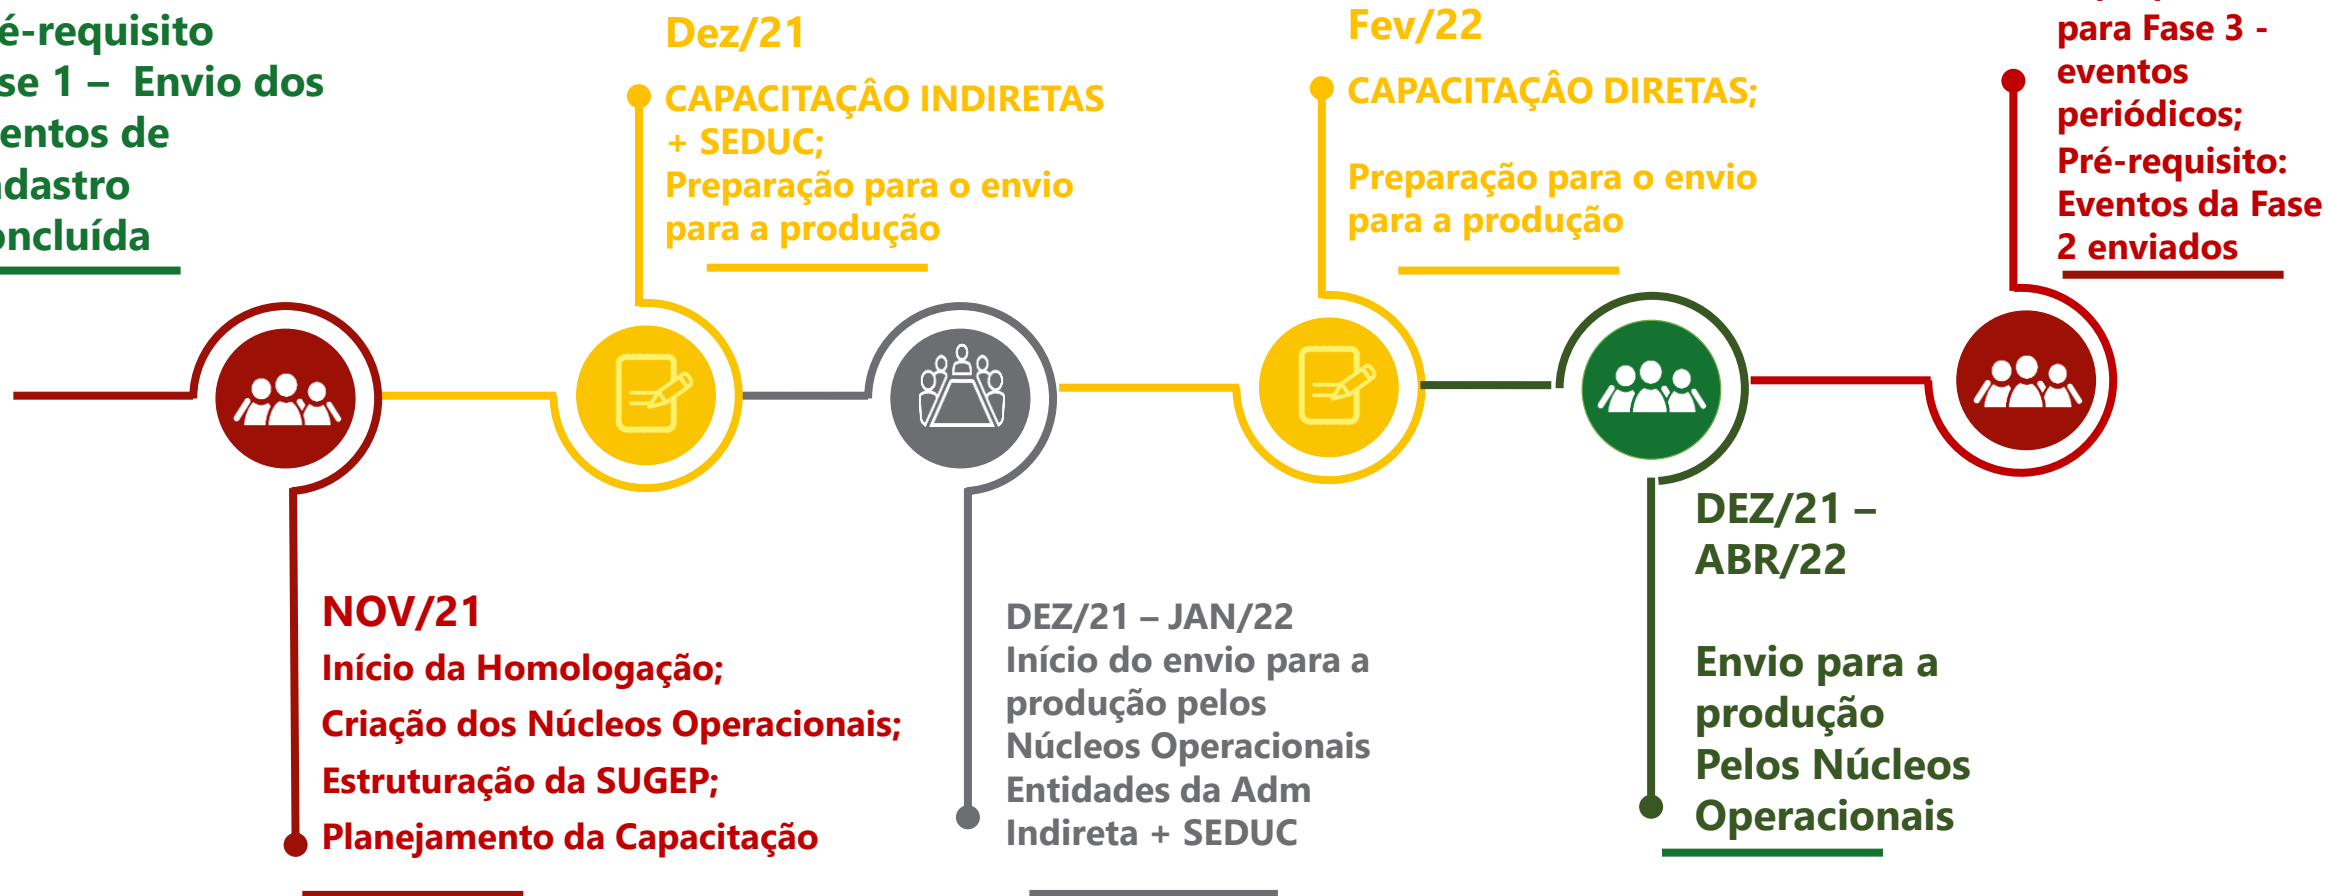 se 1 – Envio dos
de
Dez/21
CAPACITAÇÂO INDIRETAS
+ SEDUC;
Preparação para o envio
para a produção
Fev/22
CAPACITAÇÂO DIRETAS;
Preparação para o envio
para a produção
para Fase 3 -
eventos
periódicos;
Pré-requisito:
Eventos da Fase
2 enviados
NOV/21
Início da Homologação;
Criação dos Núcleos Operacionais;
Estruturação da SUGEP;
Planejamento da Capacitação
DEZ/21 – JAN/22
Início do envio para a
produção pelos
Núcleos Operacionais
Entidades da Adm
Indireta + SEDUC
DEZ/21 –
ABR/22
Envio para a
produção
Pelos Núcleos
Operacionais